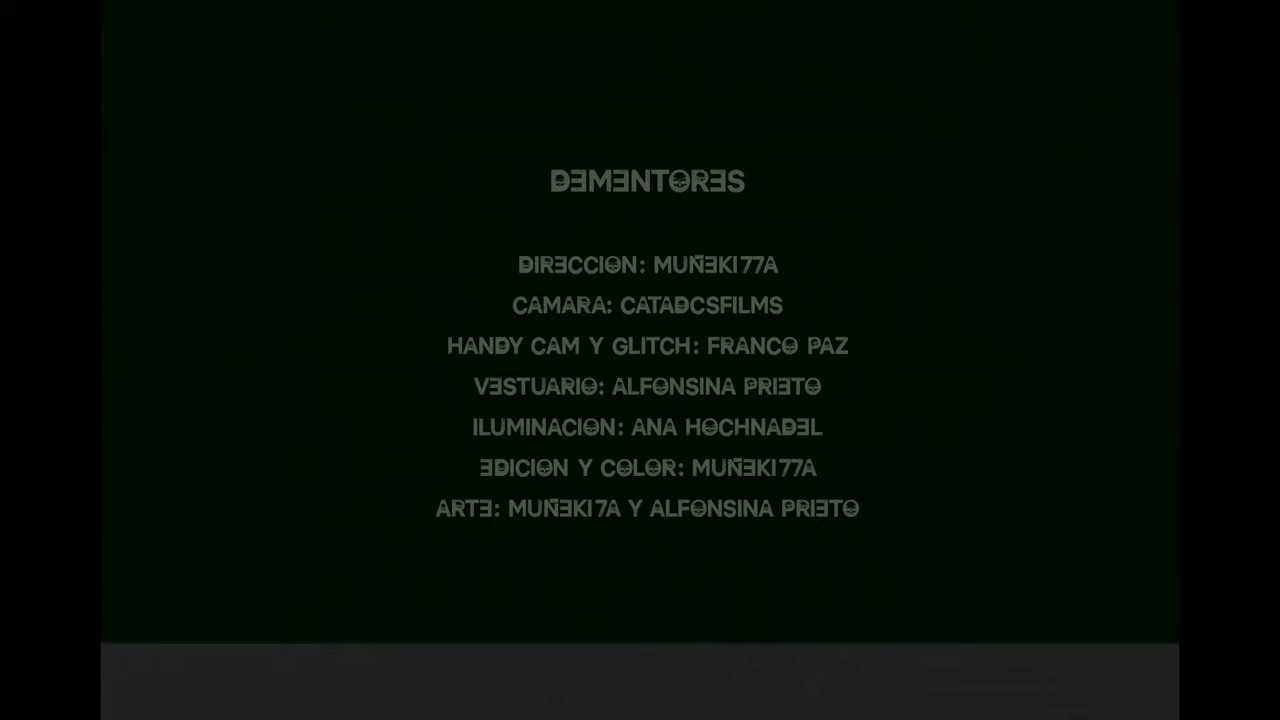 DEMENTORES
DIRECCION: MUÑEKI77A
CAMARA: CATADCSFILMS
HANDY CAM Y GLITCH: FRANCO PAZ
VESTUARIO: ALFONSINA PRIETO
ILUMINACION: ANA HOCHNADEL
EDICION Y COLOR: MUÑEKI77A
ARTE: MUÑEKI7A Y ALFONSINA PRIETO